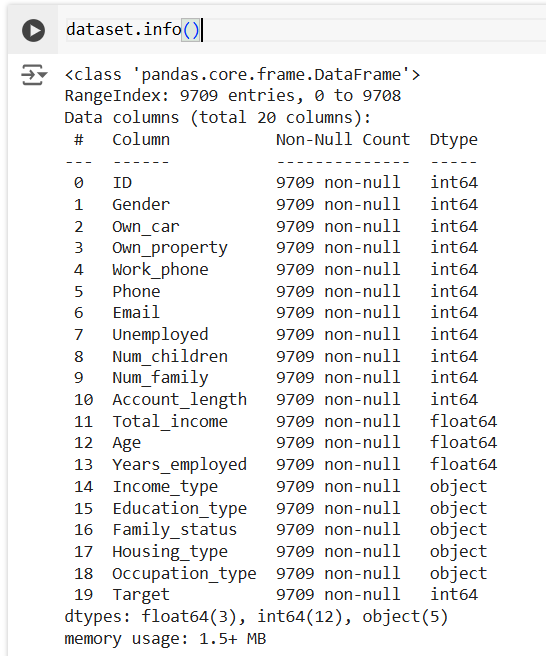 dataset.info()
<class 'pandas.core.frame.DataFrame'>
RangeIndex: 9709 entries, 0 to 9708
Data columns (total 20 columns):
 #   Column           Non-Null Count  Dtype
---  ------           --------------  -----
 0   ID               9709 non-null   int64
 1   Gender           9709 non-null   int64
 2   Own_car          9709 non-null   int64
 3   Own_property     9709 non-null   int64
 4   Work_phone       9709 non-null   int64
 5   Phone            9709 non-null   int64
 6   Email            9709 non-null   int64
 7   Unemployed       9709 non-null   int64
 8   Num_children     9709 non-null   int64
 9   Num_family       9709 non-null   int64
 10  Account_length   9709 non-null   int64
 11  Total_income     9709 non-null   float64
 12  Age              9709 non-null   float64
 13  Years_employed   9709 non-null   float64
 14  Income_type      9709 non-null   object
 15  Education_type   9709 non-null   object
 16  Family_status    9709 non-null   object
 17  Housing_type     9709 non-null   object
 18  Occupation_type  9709 non-null   object
 19  Target           9709 non-null   int64
dtypes: float64(3), int64(12), object(5)
memory usage: 1.5+ MB